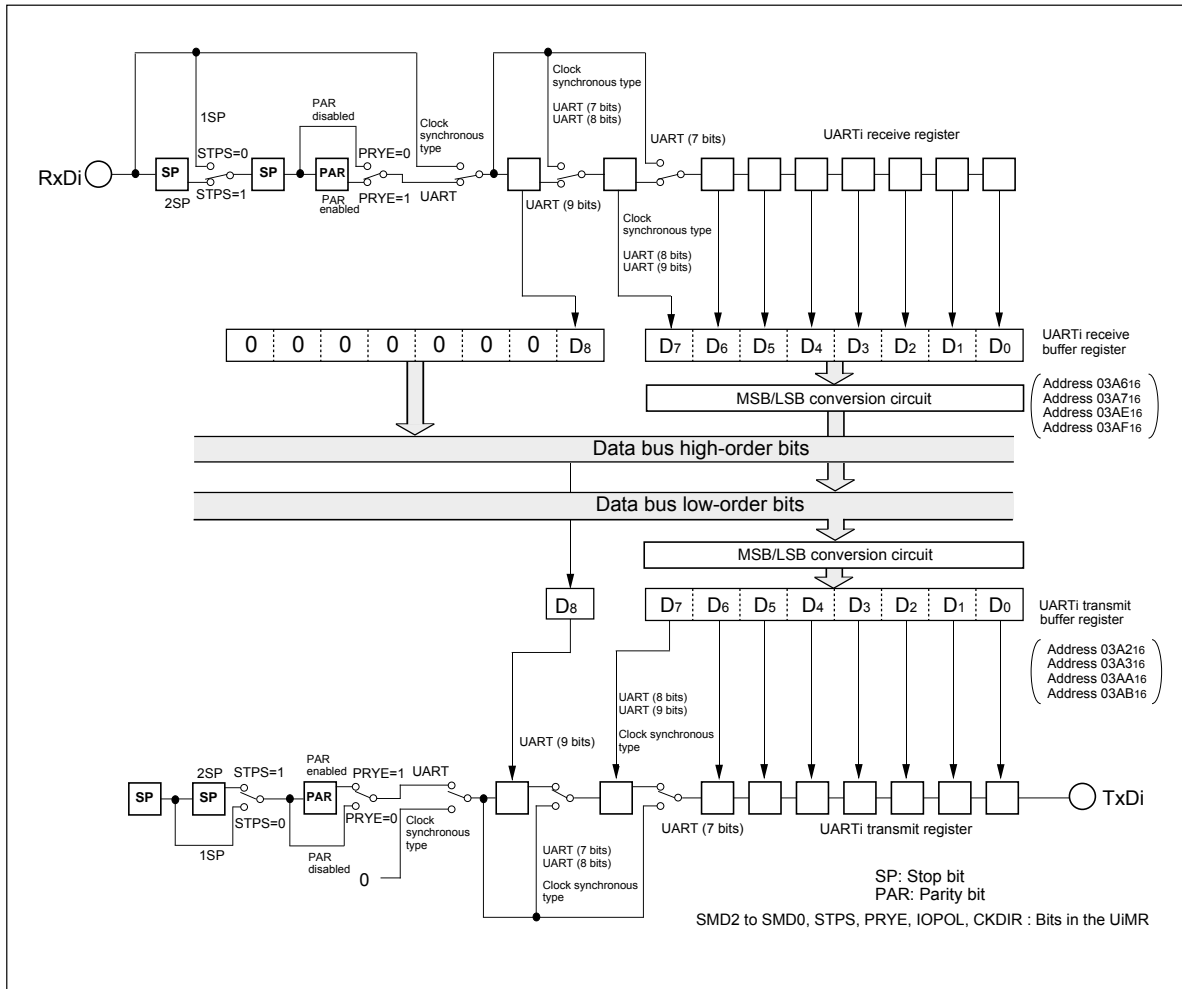 Clock
synchronous type
1SP
PAR
disabled
UART (7 bits)
UART (8 bits)
Clock
synchronous
type
UART (7 bits)
UARTi receive register
STPS=0
PRYE=0
RxDi
SP
SP
PAR
STPS=1
2SP
PAR
enabled
PRYE=1
UART
UART (9 bits)
Clock
synchronous type
UART (8 bits)
UART (9 bits)
0 0 0 0 0 0 0 D8
D7 D6 D5 D4 D3 D2 D1 D0
UARTi receive
buffer register
MSB/LSB conversion circuit
Address 03A616
Address 03A716
Address 03AE16
Address 03AF16
Data bus high-order bits
Data bus low-order bits
MSB/LSB conversion circuit
D8
D7 D6 D5 D4 D3 D2 D1 D0
UARTi transmit
buffer register
Address 03A216
Address 03A316
Address 03AA16
Address 03AB16
UART (8 bits)
UART (9 bits)
Clock synchronous
type
UART (9 bits)
2SP
STPS=1
PAR
enabled
PRYE=1
UART
SP
SP
PAR
TxDi
STPS=0
PRYE=0
Clock
synchronous
type
1SP
PAR
disabled
0
UART (7 bits)
UART (8 bits)
Clock synchronous
type
UART (7 bits)
UARTi transmit register
SP: Stop bit
PAR: Parity bit
SMD2 to SMD0, STPS, PRYE, IOPOL, CKDIR : Bits in the UiMR